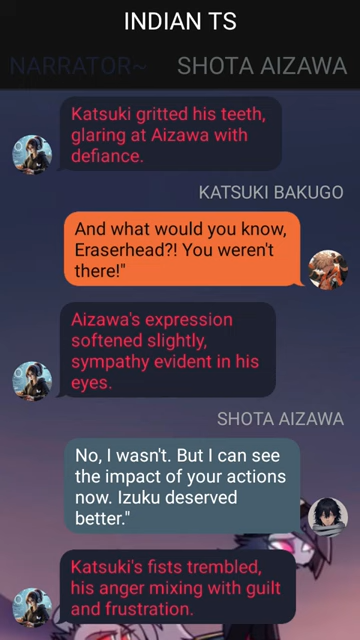 INDIAN TS
NARRATOR~ SHOTA AIZAWA
Katsuki gritted his teeth,
glaring at Aizawa with
defiance.
KATSUKI BAKUGO
And what would you know,
Eraserhead?! You weren't
there!"
Aizawa's expression
softened slightly,
sympathy evident in his
eyes.
SHOTA AIZAWA
No, I wasn't. But I can see
the impact of your actions
now. Izuku deserved
better."
Katsuki's fists trembled,
his anger mixing with guilt
and frustration.